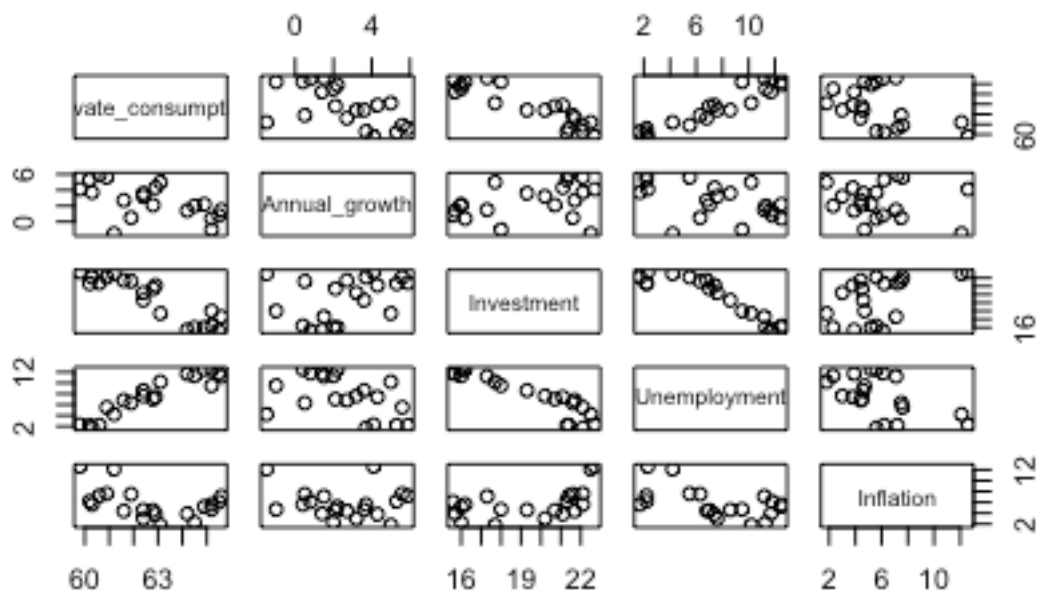 0 4 2 6 10
vate_consumpt
60
6
0
Annual_growth
Investment
16
12
2
Unemployment
Inflation
12
2
60 63 16 19 22 2 6 10